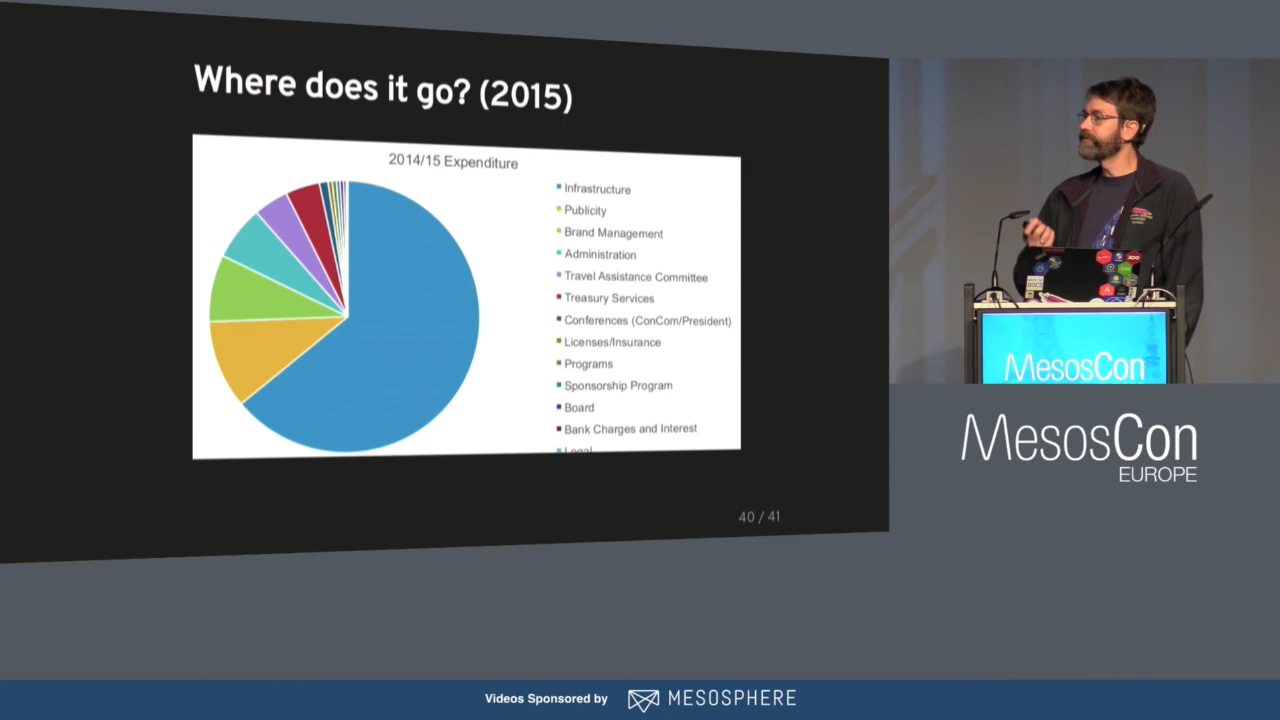 Where does it go? (2015)
2014/15 Expenditure
Infrastructure
Publicity
Brand Management
Administration
Travel Assistance Committee
Treasury Services
Conferences (ConCom/President)
Licenses/Insurance
Programs
Sponsorship Program
Board
Bank Charges and Interest
Legal
40 / 41
MesosCon
MesosCon
EUROPE
Videos Sponsored by
MESOSPHERE